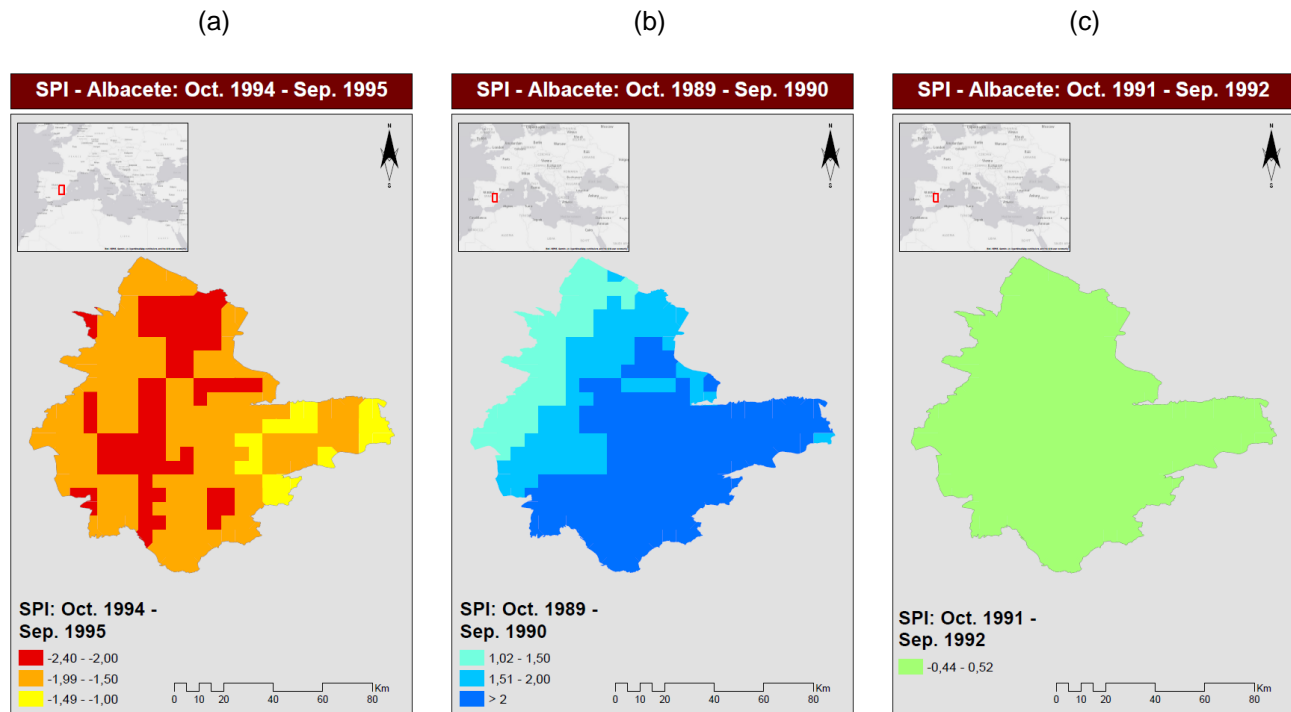 (a)
(b)
(c)
SPI - Albacete: Oct. 1994 - Sep. 1995
SPI - Albacete: Oct. 1989 - Sep. 1990
SPI - Albacete: Oct. 1991 - Sep. 1992
N
S
N
S
N
S
SPI: Oct. 1994 -
Sep. 1995
-2,40 - -2,00
-1,99 - -1,50
-1,49 - -1,00
Km
0 10 20 40 60 80
SPI: Oct. 1989 -
Sep. 1990
1,02 - 1,50
1,51 - 2,00
> 2
Km
0 10 20 40 60 80
SPI: Oct. 1991 -
Sep. 1992
-0,44 - 0,52
Km
0 10 20 40 60 80